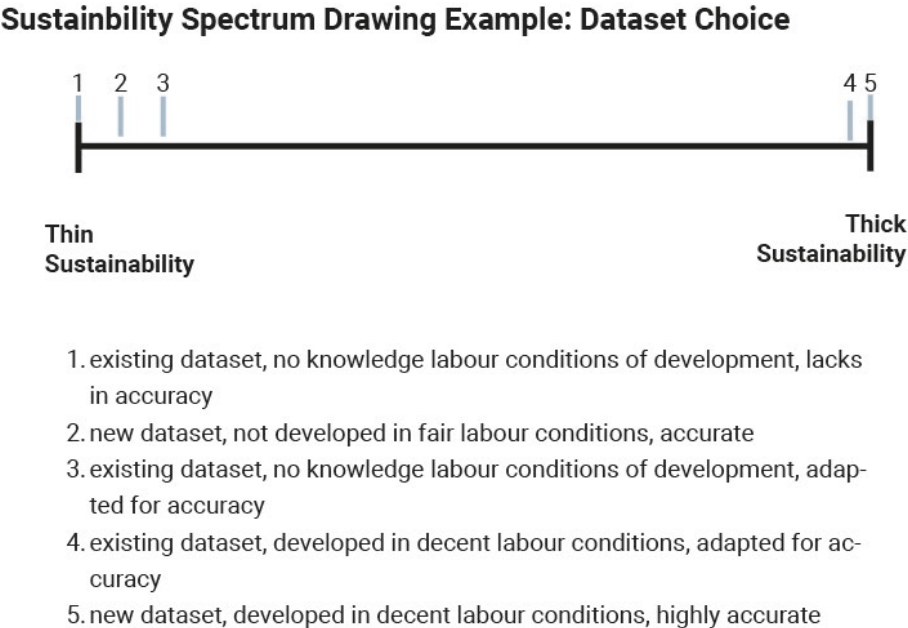 Sustainbility Spectrum Drawing Example: Dataset Choice
1 2 3 4 5
Thin
Sustainability
Thick
Sustainability
1. existing dataset, no knowledge labour conditions of development, lacks
in accuracy
2. new dataset, not developed in fair labour conditions, accurate
3. existing dataset, no knowledge labour conditions of development, adap-
ted for accuracy
4. existing dataset, developed in decent labour conditions, adapted for ac-
curacy
5. new dataset, developed in decent labour conditions, highly accurate